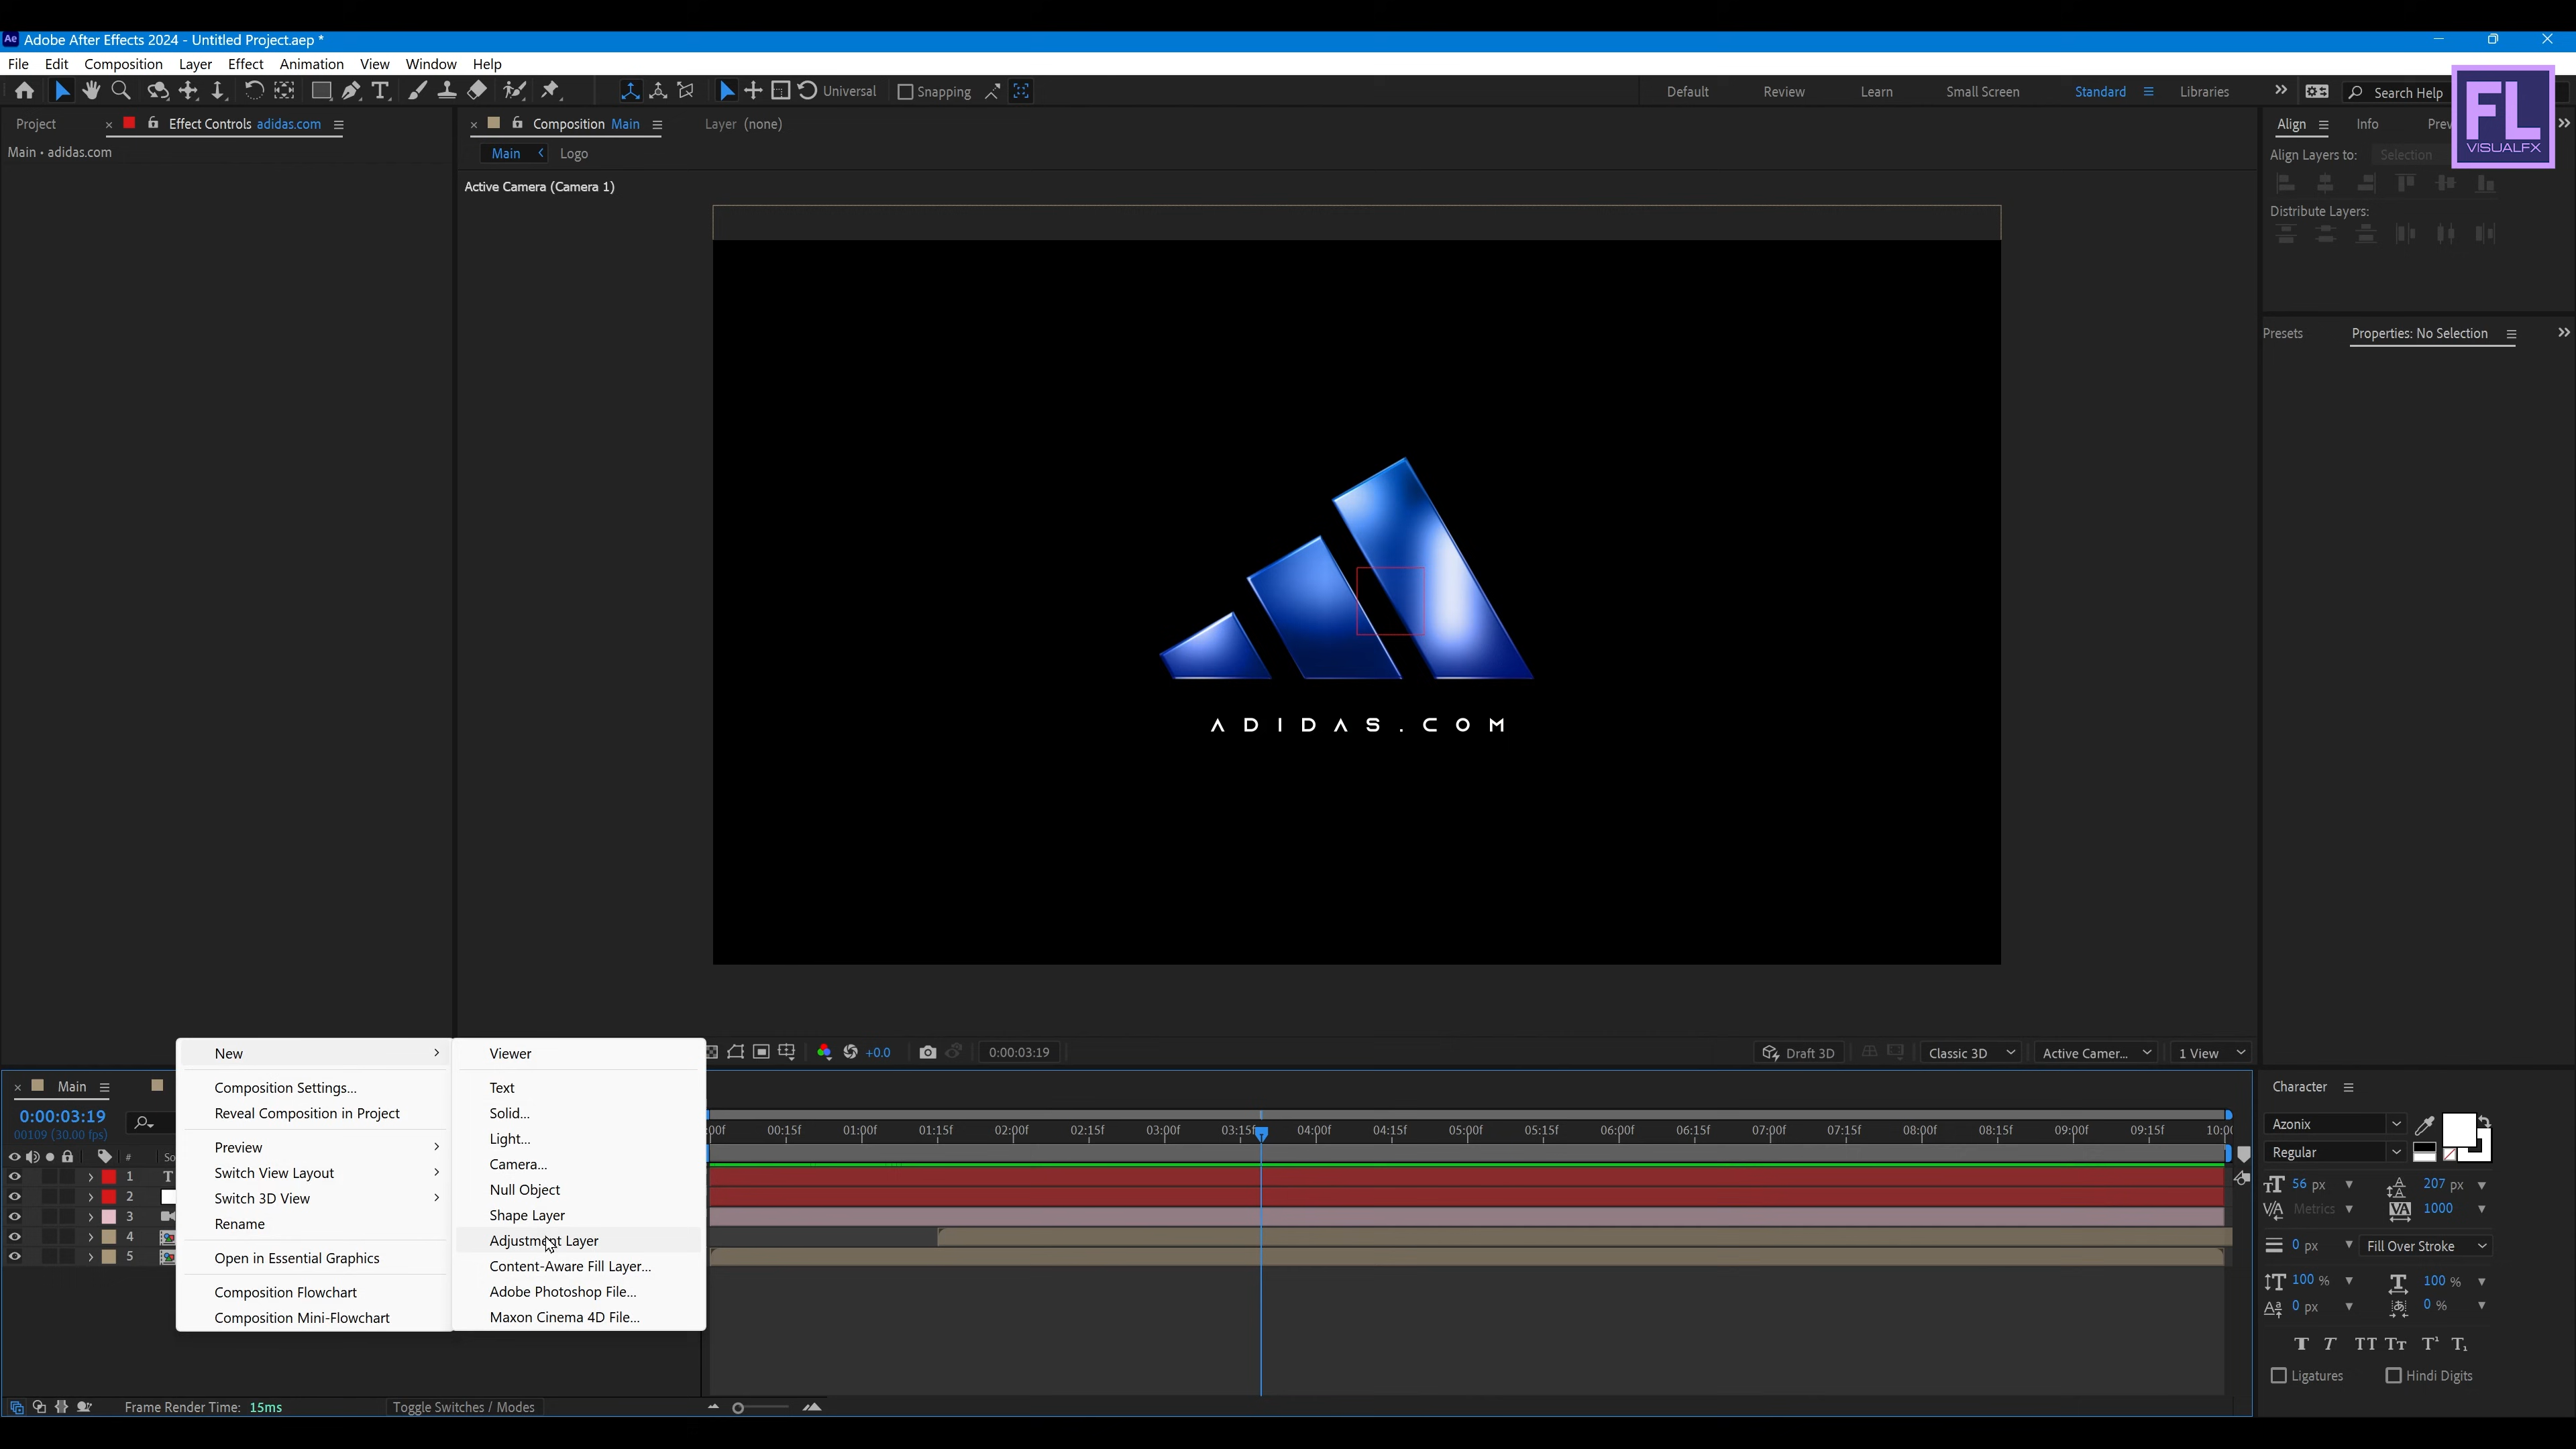 Ae Adobe After Effects 2024 - Untitled Project.aep *
File Edit Composition Layer Effect Animation View Window Help
Universal Snapping Default Review Learn Small Screen Standard Libraries Search Help
FL
VISUALFX
Project Effect Controls adidas.com
Main • adidas.com
Composition Main Layer (none)
Main Logo
Active Camera (Camera 1)
Align Info
Align Layers to: Selection
Distribute Layers:
Presets Properties: No Selection
ADIDAS.COM
+0.0 0:00:03:19 Draft 3D Classic 3D Active Camer... 1 View
New
Composition Settings...
Reveal Composition in Project
Preview
Switch View Layout
Switch 3D View
Rename
Open in Essential Graphics
Composition Flowchart
Composition Mini-Flowchart
Viewer
Text
Solid...
Light...
Camera...
Null Object
Shape Layer
Adjustment Layer
Content-Aware Fill Layer...
Adobe Photoshop File...
Maxon Cinema 4D File...
Main
0:00:03:19
00109 (30.00 fps)
#
1 T
2
3
4
5
00:15f 01:00f 01:15f 02:00f 02:15f 03:00f 03:15f 04:00f 04:15f 05:00f 05:15f 06:00f 06:15f 07:00f 07:15f 08:00f 08:15f 09:00f 09:15f
Frame Render Time: 15ms Toggle Switches / Modes
Character
Azonix
Regular
56 px 207 px
Metrics 1000
0 px Fill Over Stroke
100 % 100 %
0 px 0 %
T T TT Tт T¹ T₁
Ligatures Hindi Digits